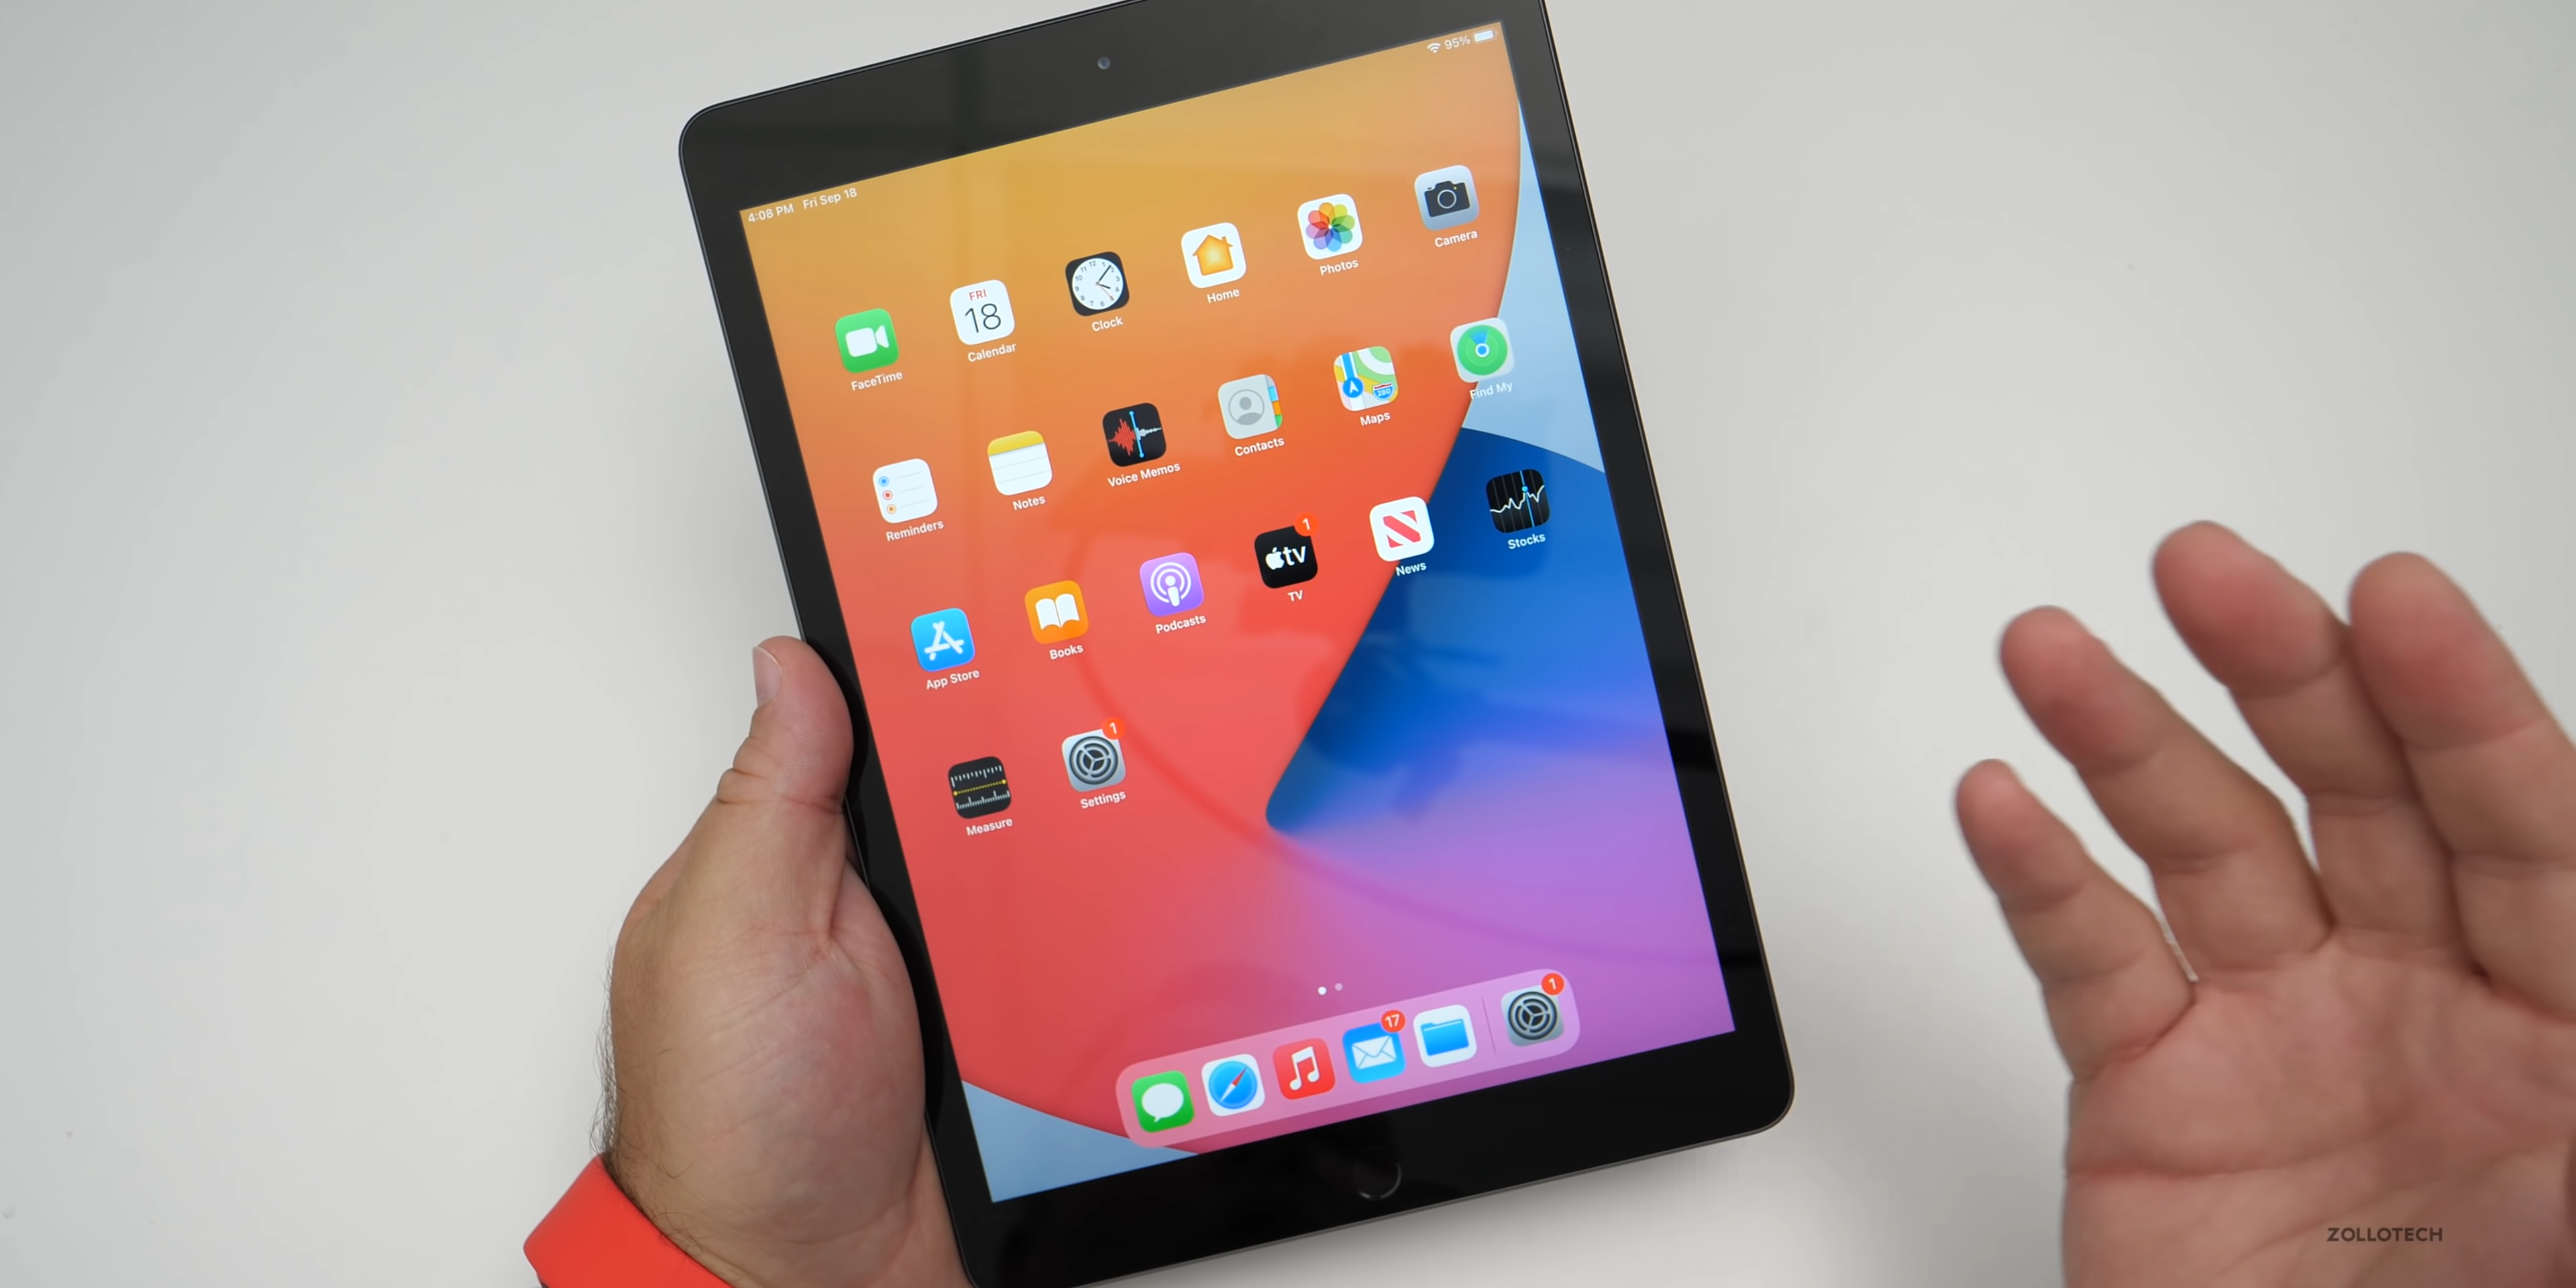 4:08 PM Fri Sep 18
95%
FRI
18
FaceTime
Calendar
Clock
Home
Photos
Camera
Reminders
Notes
Voice Memos
Contacts
280
Maps
Find My
1
tv
App Store
Books
Podcasts
TV
News
Stocks
1
Measure
Settings
17
1
ZOLLOTECH